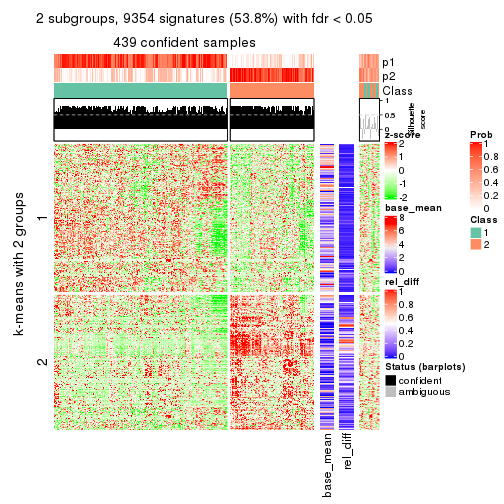 2 subgroups, 9354 signatures (53.8%) with fdr < 0.05
439 confident samples
p1
p2
Class
1
0.5
0
Silhouette
score
k-means with 2 groups
1
2
base_mean
rel_diff
z-score
2
1
0
-1
-2
base_mean
8
6
4
2
0
rel_diff
1
0.8
0.6
0.4
0.2
0
Status (barplots)
confident
ambiguous
Prob
1
0.8
0.6
0.4
0.2
0
Class
1
2